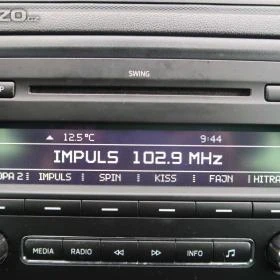 ZO.cz
SWING
P
▲ 12.5°C 9:44
IMPULS 102.9 MHz
OPA 2 IMPULS SPIN KISS FAJN HITRA
MEDIA RADIO ◀◀ ▶▶ INFO ♫